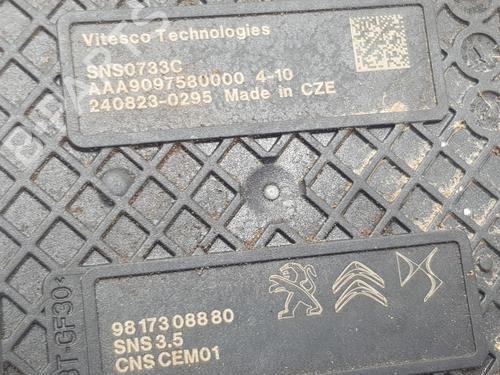 Vitesco Technologies
SNS0733C
AAA9097580000 4-10
240823-0295 Made in CZE
B-PARTS
98 173 088 80
SNS 3.5
CNS CEM01